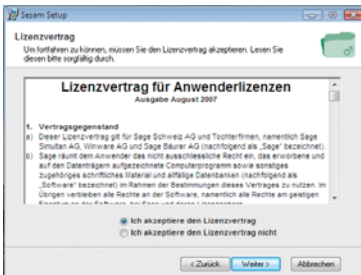 Sesam Setup
Lizenzvertrag
Um fortfahren zu können, müssen Sie den Lizenzvertrag akzeptieren. Lesen Sie
diesen bitte sorgfältig durch.
Lizenzvertrag für Anwenderlizenzen
Ausgabe August 2007
1. Vertragsgegenstand
a) Dieser Lizenzvertrag gilt für Sage Schweiz AG und Tochterfirmen, namentlich Sage
Simultan AG, Winware AG und Sage Bäurer AG (nachfolgend als „Sage" bezeichnet).
b) Sage räumt dem Anwender das nicht ausschliessliche Recht ein, das erworbene und
auf den Datenträgern aufgezeichnete Computerprogramm sowie sonstiges
zugehöriges schriftliches Material und allfällige Datenbanken (nachfolgend als
„Software" bezeichnet) im Rahmen der Bestimmungen dieses Vertrages zu nutzen. Im
Übrigen verbleiben alle Rechte an der Software, namentlich alle Rechte am geistigen
Ich akzeptiere den Lizenzvertrag
Ich akzeptiere den Lizenzvertrag nicht
< Zurück
Weiter >
Abbrechen